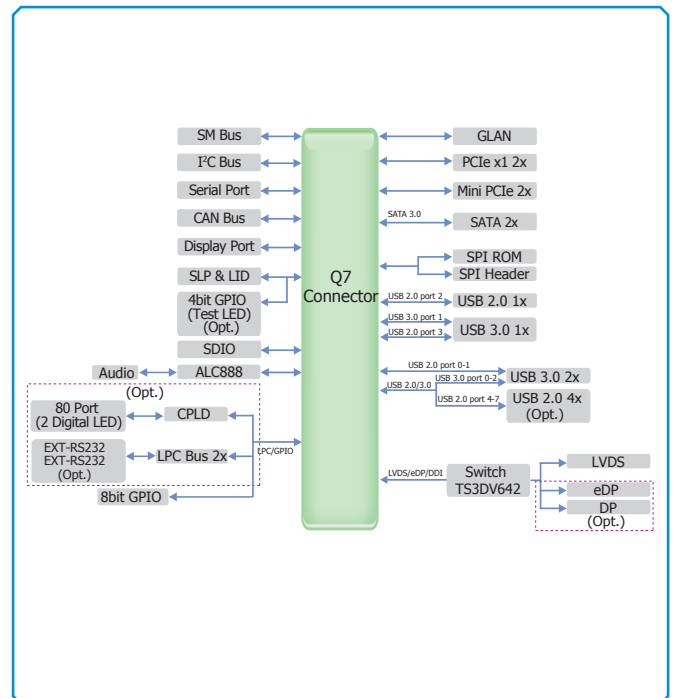 SM Bus
I²C Bus
Serial Port
CAN Bus
Display Port
SLP & LID
4bit GPIO
(Test LED)
(Opt.)
SDIO
Audio
ALC888
(Opt.)
80 Port
(2 Digital LED)
CPLD
EXT-RS232
EXT-RS232
(Opt.)
LPC Bus 2x
8bit GPIO
LPC/GPIO
Q7
Connector
GLAN
PCIe x1 2x
Mini PCIe 2x
SATA 3.0
SATA 2x
SPI ROM
SPI Header
USB 2.0 port 2
USB 2.0 1x
USB 3.0 port 1
USB 2.0 port 3
USB 3.0 1x
USB 2.0 port 0-1
USB 3.0 port 0-2
USB 3.0 2x
USB 2.0/3.0
USB 2.0 port 4-7
USB 2.0 4x
(Opt.)
LVDS/eDP/DDI
Switch
TS3DV642
LVDS
eDP
DP
(Opt.)